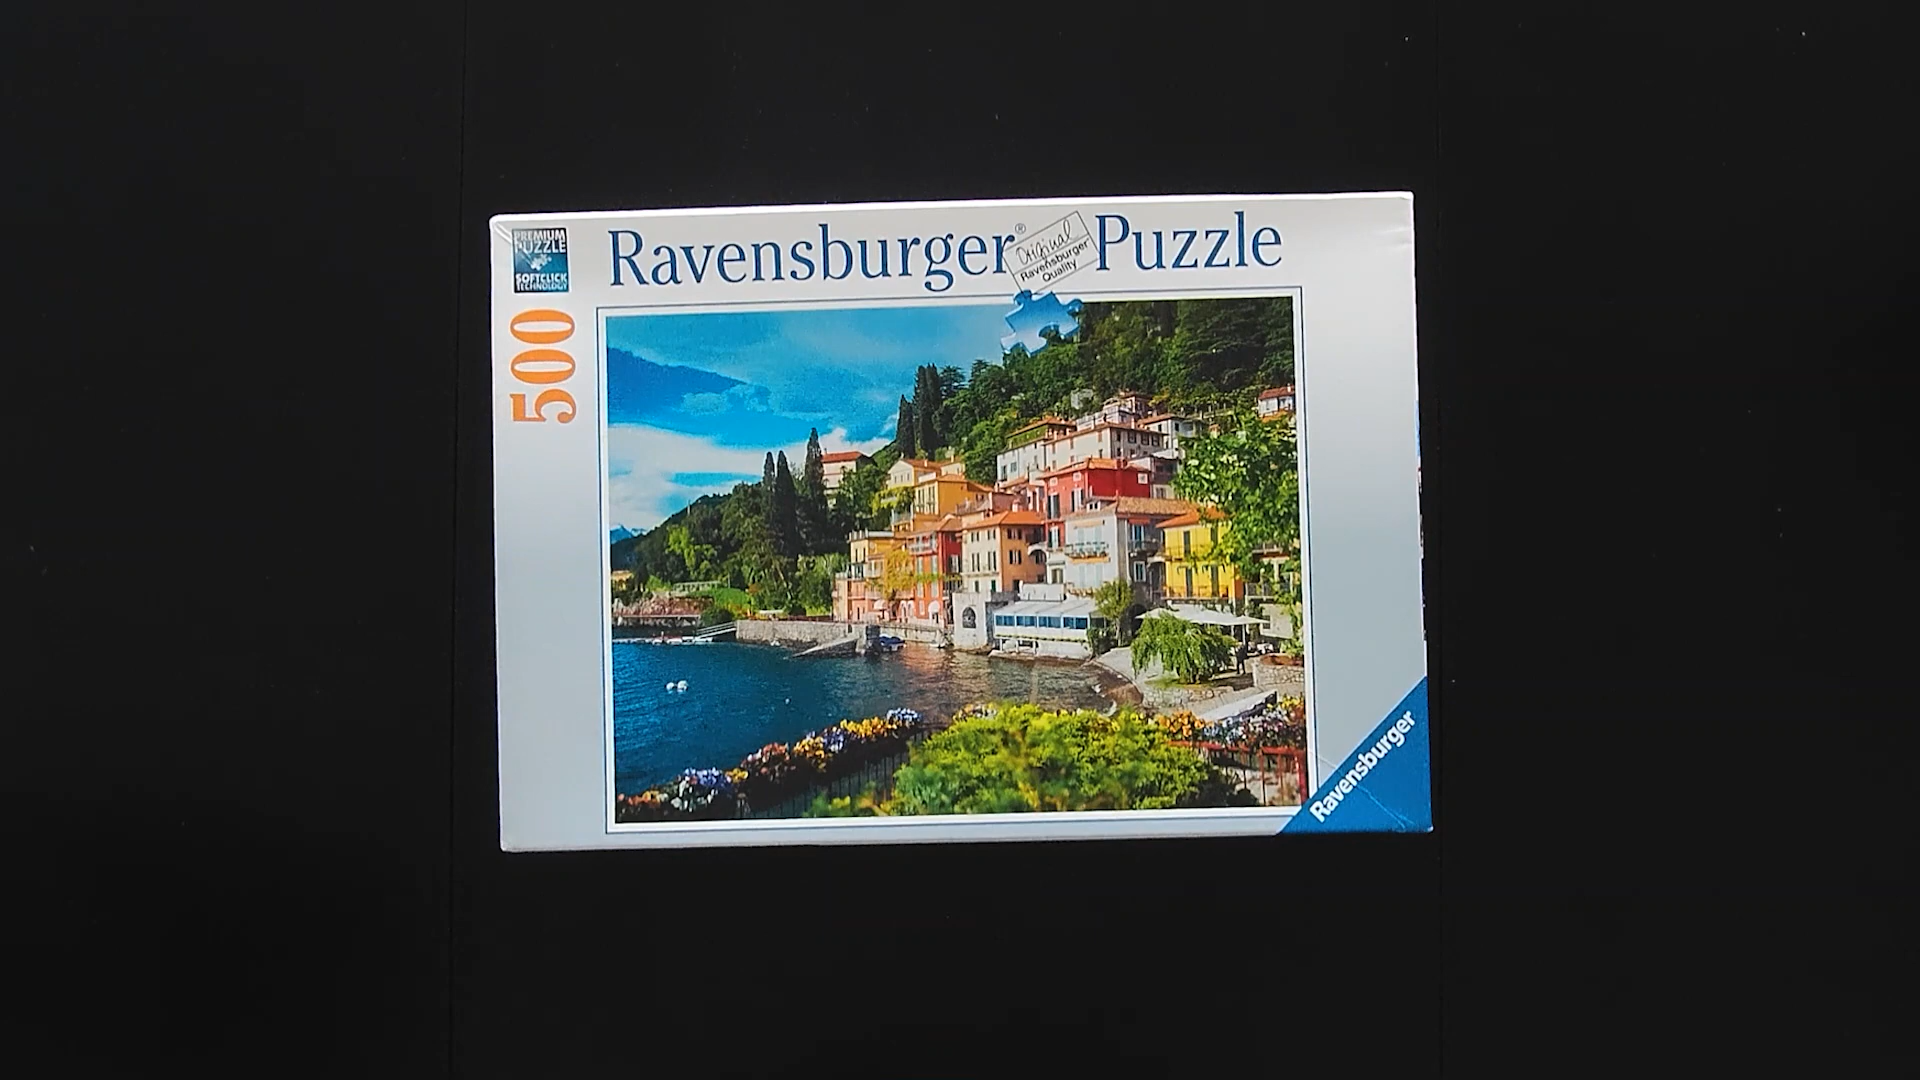 PREMIUM
PUZZLE
SOFTCLICK
TECHNOLOGY
Ravensburger® Puzzle
Original
Ravensburger
Quality
500
Ravensburger